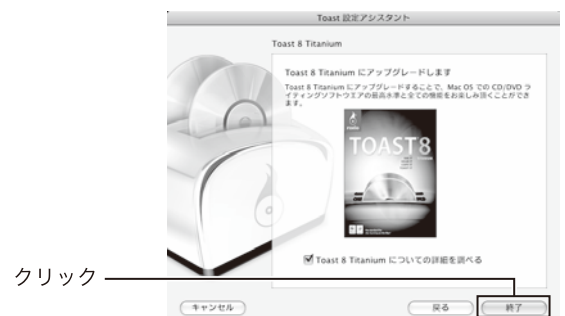 Toast 設定アシスタント
Toast 8 Titanium
Toast 8 Titanium にアップグレードします
Toast 8 Titanium にアップグレードすることで、Mac OS での CD/DVD ラ
イティングソフトウエアの最高水準と全ての機能をお楽しみ頂くことができ
ます。
TOAST 8
Toast 8 Titanium についての詳細を調べる
クリック
キャンセル
戻る
終了